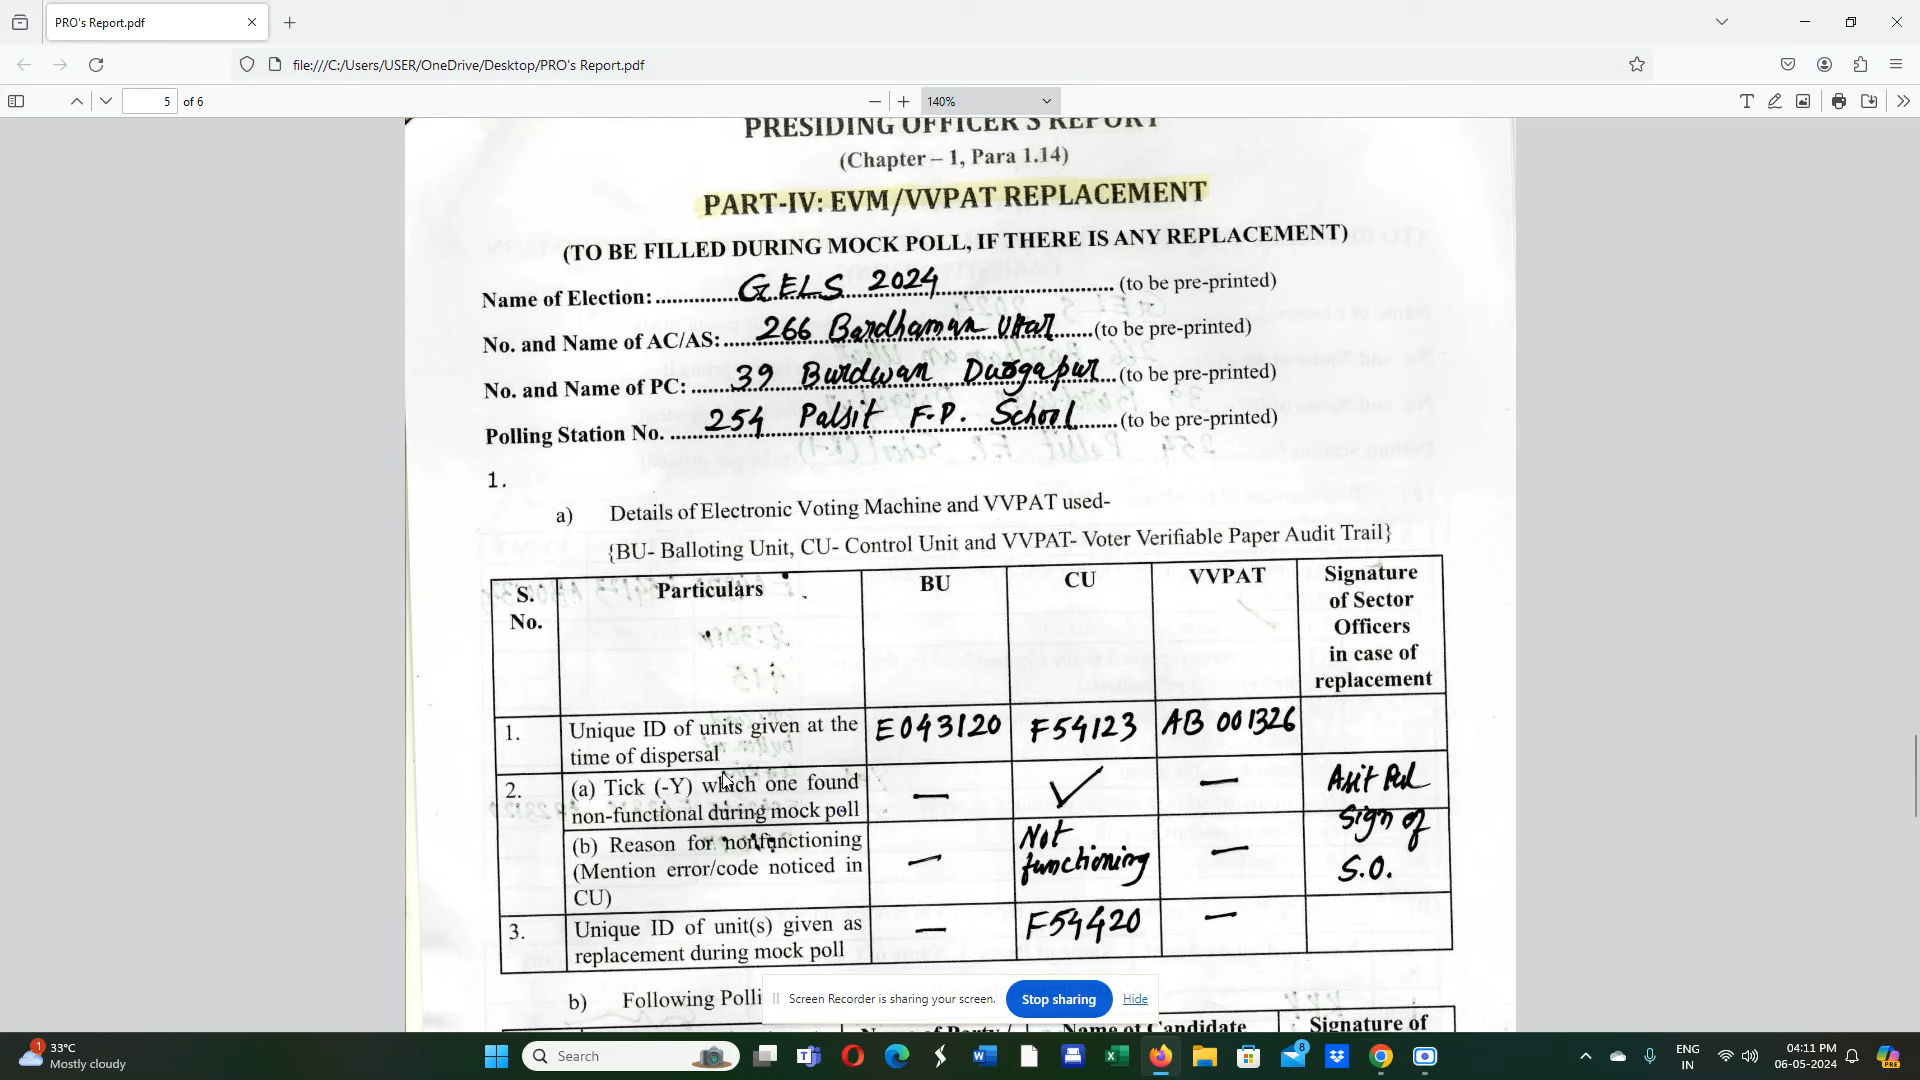 PRO's Report.pdf
file:///C:/Users/USER/OneDrive/Desktop/PRO's Report.pdf
5 of 6
140%
PRESIDING OFFICER'S REPORT
(Chapter – 1, Para 1.14)
PART-IV: EVM/VVPAT REPLACEMENT
(TO BE FILLED DURING MOCK POLL, IF THERE IS ANY REPLACEMENT)
Name of Election: GELS 2024 (to be pre-printed)
No. and Name of AC/AS: 266 Bardhaman Uttar (to be pre-printed)
No. and Name of PC: 39 Burdwan Durgapur (to be pre-printed)
Polling Station No. 254 Palsit F.P. School (to be pre-printed)
1.
a) Details of Electronic Voting Machine and VVPAT used-
{BU- Balloting Unit, CU- Control Unit and VVPAT- Voter Verifiable Paper Audit Trail}
S. No. Particulars BU CU VVPAT Signature of Sector Officers in case of replacement
1. Unique ID of units given at the time of dispersal E043120 F54123 AB 001326
2. (a) Tick (-Y) which one found non-functional during mock poll — ✓ — Asit Pal
(b) Reason for nonfunctioning (Mention error/code noticed in CU) — Not functioning — Sign of S.O.
3. Unique ID of unit(s) given as replacement during mock poll — F54420 —
b) Following Polli
Name of Party/ Name of Candidate Signature of
Screen Recorder is sharing your screen. Stop sharing Hide
1
33°C
Mostly cloudy
Search
8
ENG
IN
04:11 PM
06-05-2024
PRE